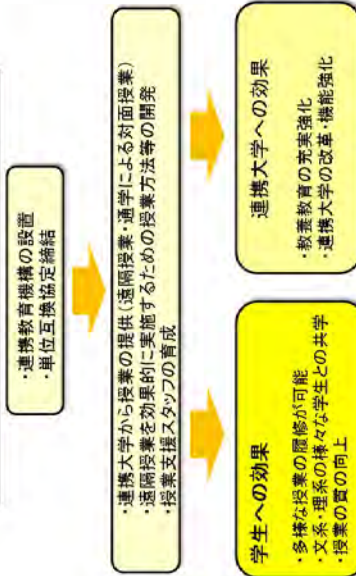 ・連携教育機構の設置
・単位互換協定締結
・連携大学から授業の提供(遠隔授業・通学による対面授業)
・遠隔授業を効果的に実施するための授業方法等の開発
・授業支援スタッフの育成
学生への効果
・多様な授業の履修が可能
・文系・理系の様々な学生との共学
・授業の質の向上
連携大学への効果
・教養教育の充実強化
・連携大学の改革・機能強化